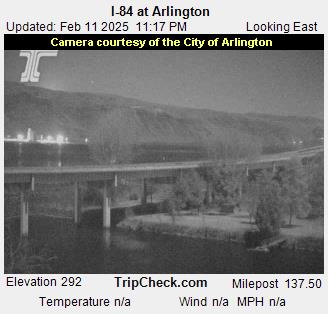 I-84 at Arlington
Updated: Feb 11 2025 11:17 PM Looking East
Camera courtesy of the City of Arlington
Elevation 292 TripCheck.com Milepost 137.50
Temperature n/a Wind n/a MPH n/a